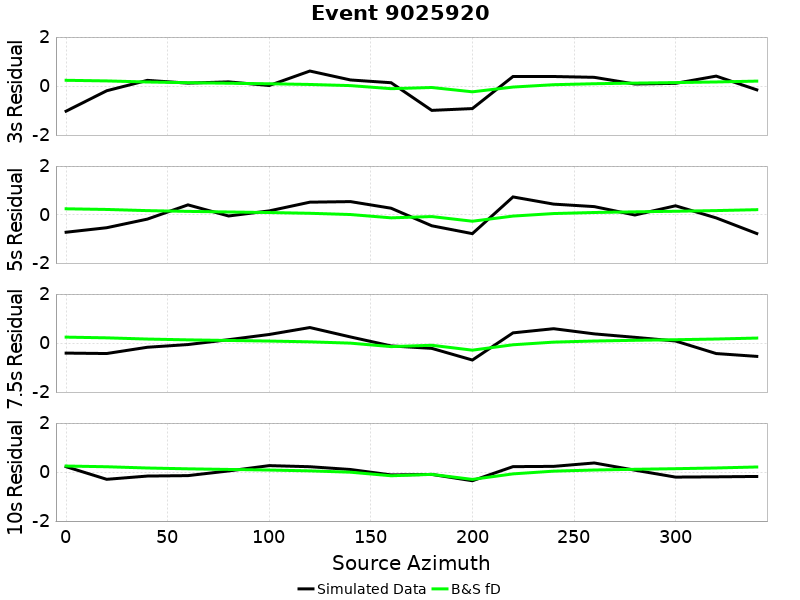 Event 9025920
3s Residual
2
0
-2
5s Residual
2
0
-2
7.5s Residual
2
0
-2
10s Residual
2
0
-2
0 50 100 150 200 250 300
Source Azimuth
Simulated Data B&S fD